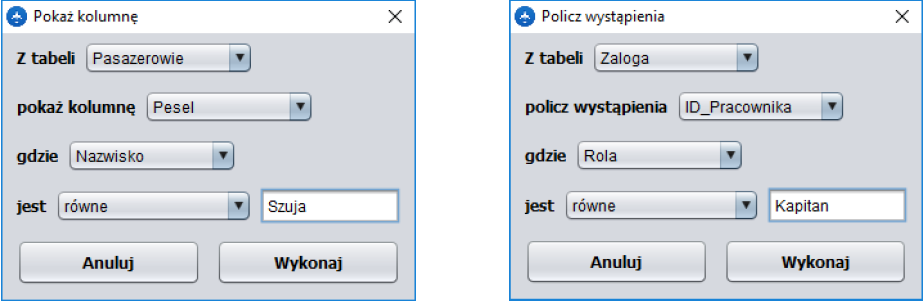 Pokaż kolumnę
Z tabeli Pasazerowie
pokaż kolumnę Pesel
gdzie Nazwisko
jest równe Szuja
Anuluj Wykonaj
Policz wystąpienia
Z tabeli Zaloga
policz wystąpienia ID_Pracownika
gdzie Rola
jest równe Kapitan
Anuluj Wykonaj